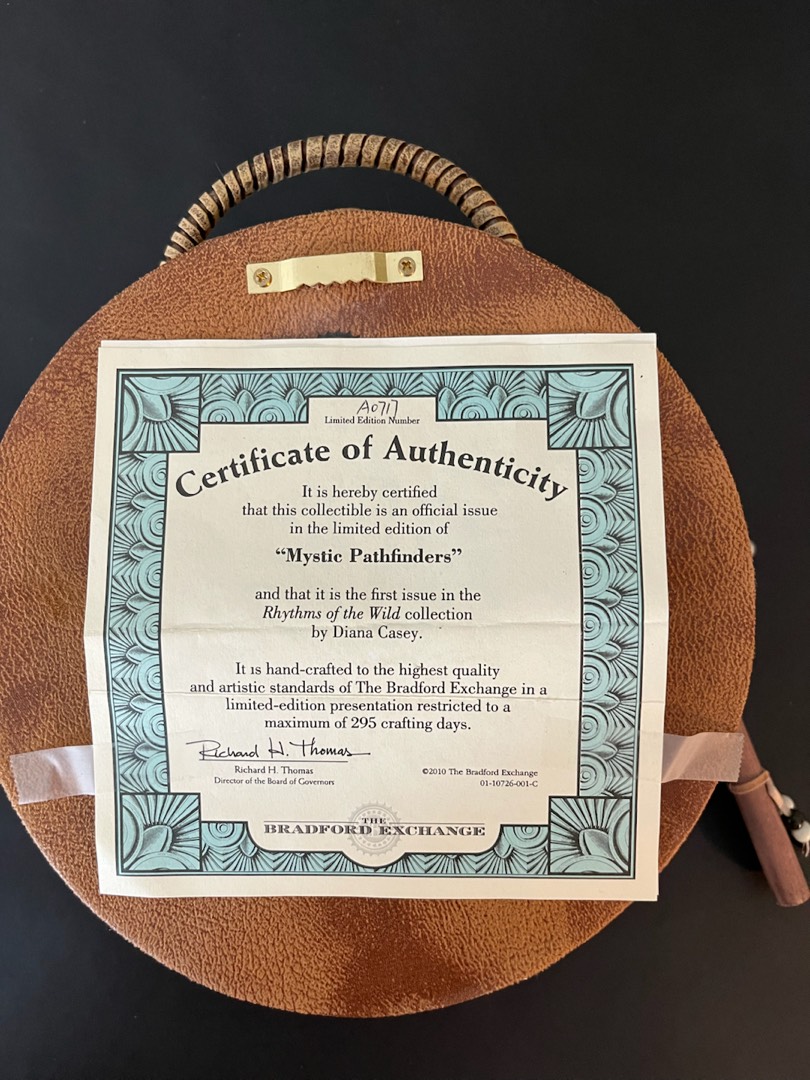 A0717
Limited Edition Number
Certificate of Authenticity
It is hereby certified
that this collectible is an official issue
in the limited edition of
“Mystic Pathfinders”
and that it is the first issue in the
Rhythms of the Wild collection
by Diana Casey.
It is hand-crafted to the highest quality
and artistic standards of The Bradford Exchange in a
limited-edition presentation restricted to a
maximum of 295 crafting days.
Richard H. Thomas
Richard H. Thomas
Director of the Board of Governors
©2010 The Bradford Exchange
01-10726-001-C
THE
BRADFORD EXCHANGE